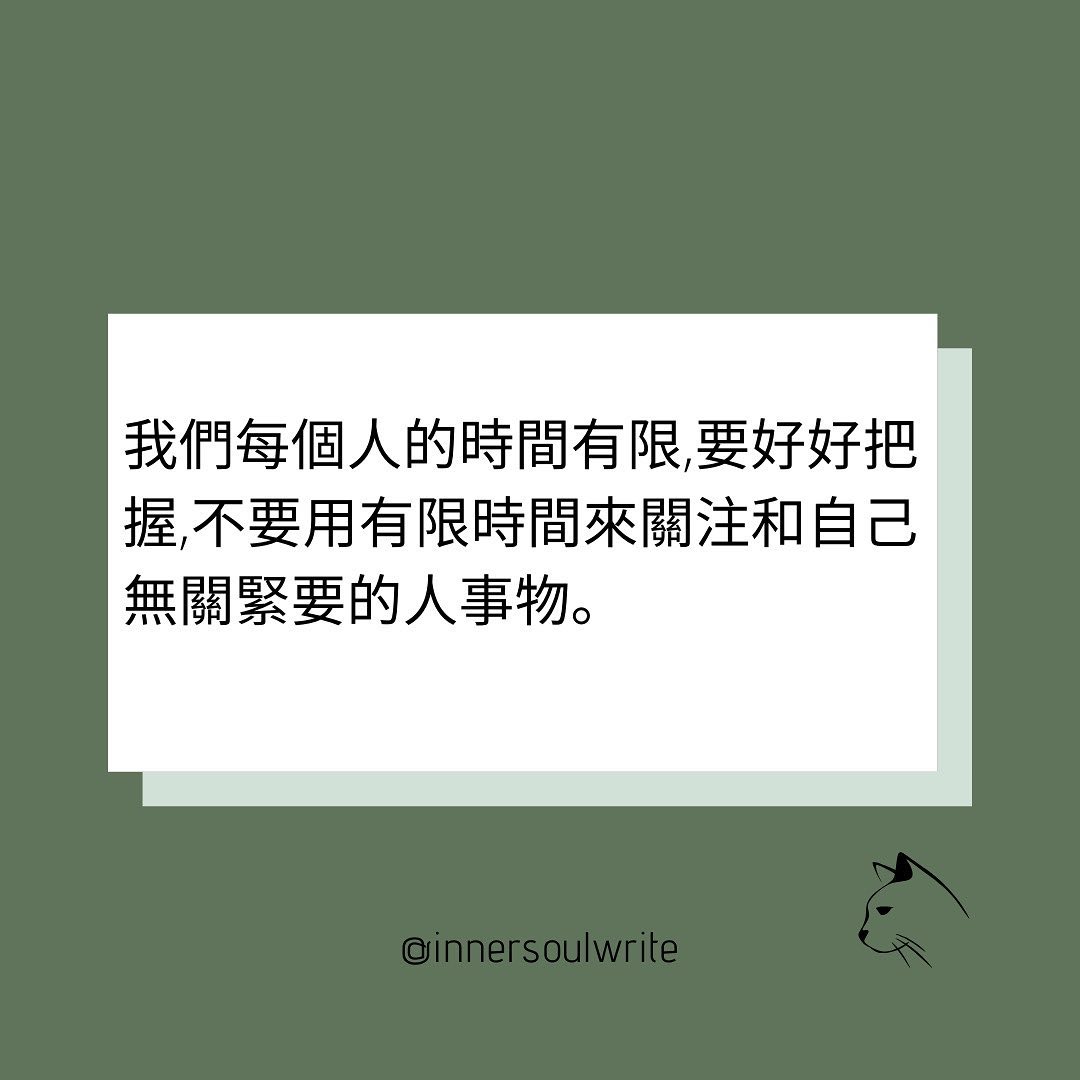 我們每個人的時間有限,要好好把
握,不要用有限時間來關注和自己
無關緊要的人事物。
@innersoulwrite